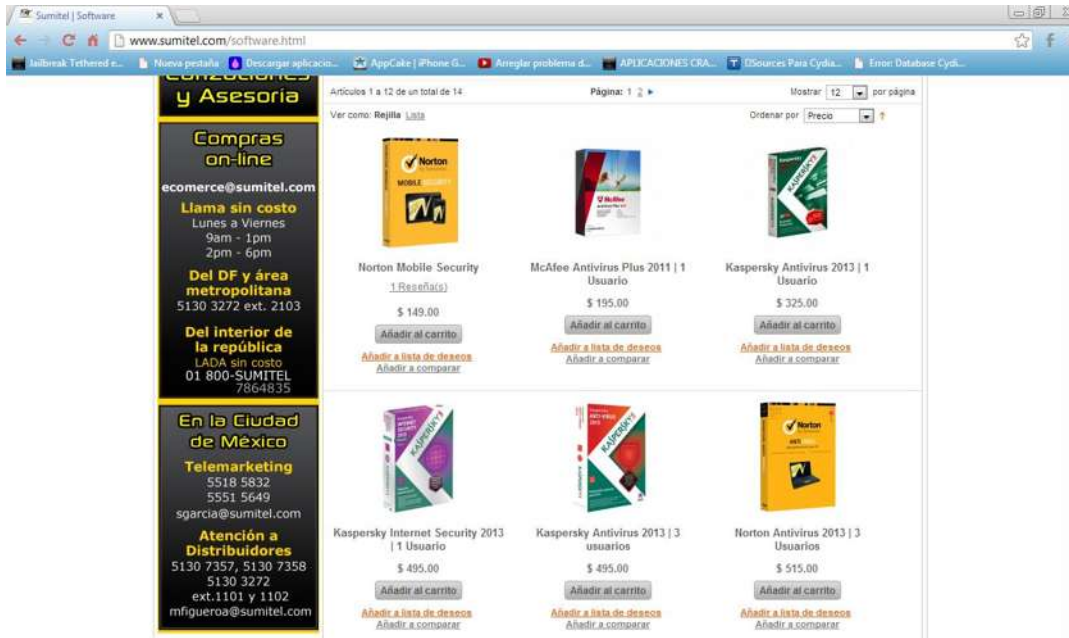 Sumitel | Software
www.sumitel.com/software.html
Jailbreak Tethered e... Nueva pestaña Descargar aplicacio... AppCake | iPhone G... Arreglar problema d... APLICACIONES CRA... Sources Para Cydia... Error: Database Cydi...
y Asesoría
Artículos 1 a 12 de un total de 14 Página: 1 2 Mostrar 12 por página
Ver como: Rejilla Lista Ordenar por Precio
Compras
on-line
ecomerce@sumitel.com
Llama sin costo
Lunes a Viernes
9am - 1pm
2pm - 6pm
Del DF y área
metropolitana
5130 3272 ext. 2103
Del interior de
la república
LADA sin costo
01 800-SUMITEL
7864835
En la Ciudad
de México
Telemarketing
5518 5832
5551 5649
sgarcia@sumitel.com
Atención a
Distribuidores
5130 7357, 5130 7358
5130 3272
ext.1101 y 1102
mfigueroa@sumitel.com
Norton
MOBILE SECURITY
McAfee
KASPERSKY
Norton Mobile Security
1 Reseña(s)
$ 149.00
Añadir al carrito
Añadir a lista de deseos
Añadir a comparar
McAfee Antivirus Plus 2011 | 1
Usuario
$ 195.00
Añadir al carrito
Añadir a lista de deseos
Añadir a comparar
Kaspersky Antivirus 2013 | 1
Usuario
$ 325.00
Añadir al carrito
Añadir a lista de deseos
Añadir a comparar
KASPERSKY
KASPERSKY
Norton
Kaspersky Internet Security 2013
| 1 Usuario
$ 495.00
Añadir al carrito
Añadir a lista de deseos
Añadir a comparar
Kaspersky Antivirus 2013 | 3
usuarios
$ 495.00
Añadir al carrito
Añadir a lista de deseos
Añadir a comparar
Norton Antivirus 2013 | 3
Usuarios
$ 515.00
Añadir al carrito
Añadir a lista de deseos
Añadir a comparar